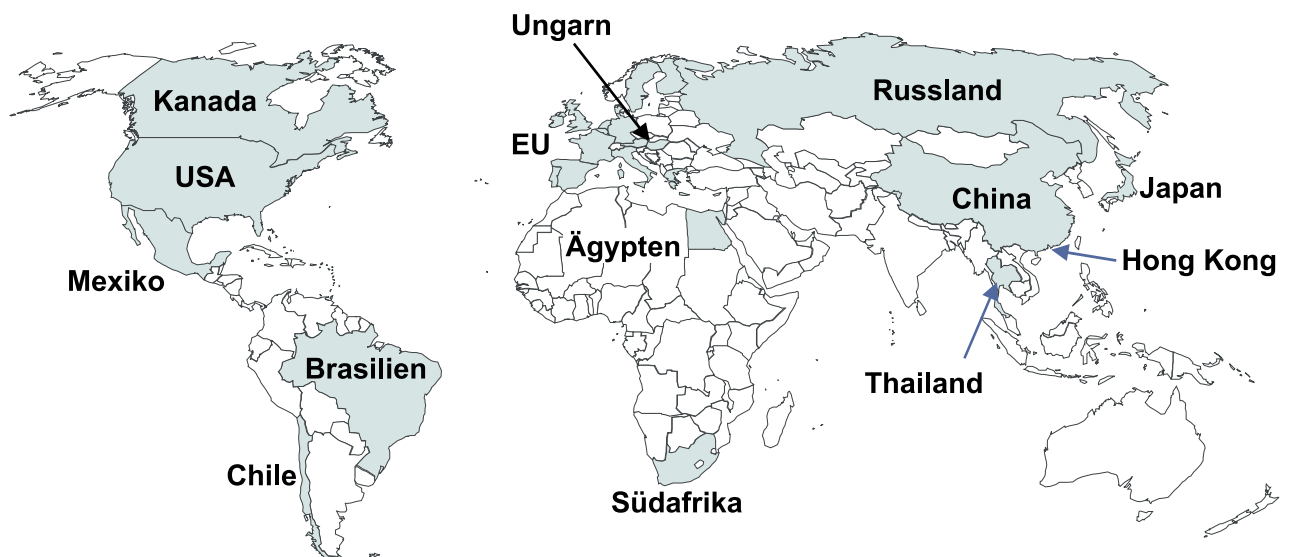 Ungarn
Kanada
Russland
EU
USA
China
Japan
Ägypten
Hong Kong
Mexiko
Brasilien
Thailand
Chile
Südafrika